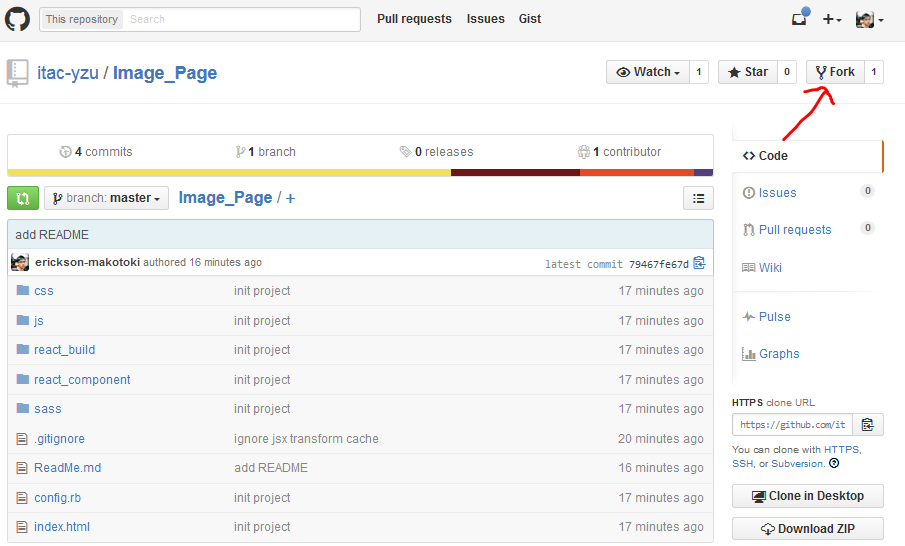 This repository Search Pull requests Issues Gist
itac-yzu / Image_Page Watch 1 Star 0 Fork 1
4 commits 1 branch 0 releases 1 contributor
branch: master Image_Page / +
add README
erickson-makotoki authored 16 minutes ago latest commit 79467fe67d
css init project 17 minutes ago
js init project 17 minutes ago
react_build init project 17 minutes ago
react_component init project 17 minutes ago
sass init project 17 minutes ago
.gitignore ignore jsx transform cache 20 minutes ago
ReadMe.md add README 16 minutes ago
config.rb init project 17 minutes ago
index.html init project 17 minutes ago
Code
Issues 0
Pull requests 0
Wiki
Pulse
Graphs
HTTPS clone URL
https://github.com/it
You can clone with HTTPS,
SSH, or Subversion.
Clone in Desktop
Download ZIP